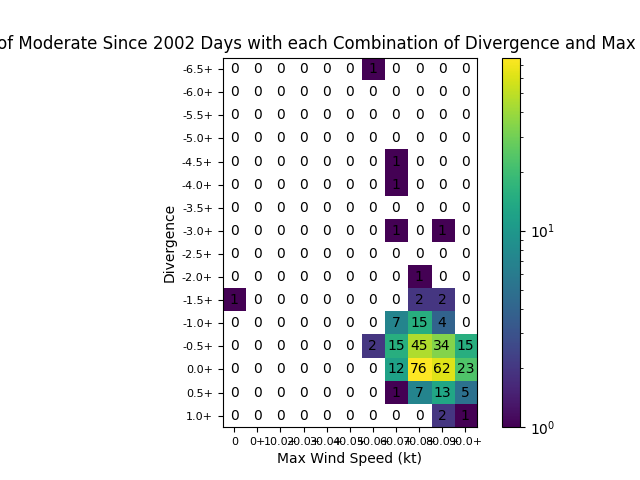 of Moderate Since 2002 Days with each Combination of Divergence and Max
-6.5+ 0 0 0 0 0 0 1 0 0 0 0
-6.0+ 0 0 0 0 0 0 0 0 0 0 0
-5.5+ 0 0 0 0 0 0 0 0 0 0 0
-5.0+ 0 0 0 0 0 0 0 0 0 0 0
-4.5+ 0 0 0 0 0 0 0 1 0 0 0
-4.0+ 0 0 0 0 0 0 0 1 0 0 0
-3.5+ 0 0 0 0 0 0 0 0 0 0 0
-3.0+ 0 0 0 0 0 0 0 1 0 1 0
-2.5+ 0 0 0 0 0 0 0 0 0 0 0
-2.0+ 0 0 0 0 0 0 0 0 1 0 0
-1.5+ 1 0 0 0 0 0 0 0 2 2 0
-1.0+ 0 0 0 0 0 0 0 7 15 4 0
-0.5+ 0 0 0 0 0 0 2 15 45 34 15
0.0+ 0 0 0 0 0 0 0 12 76 62 23
0.5+ 0 0 0 0 0 0 0 1 7 13 5
1.0+ 0 0 0 0 0 0 0 0 0 2 1
0 0+
Max Wind Speed (kt)
Divergence
10¹
10⁰